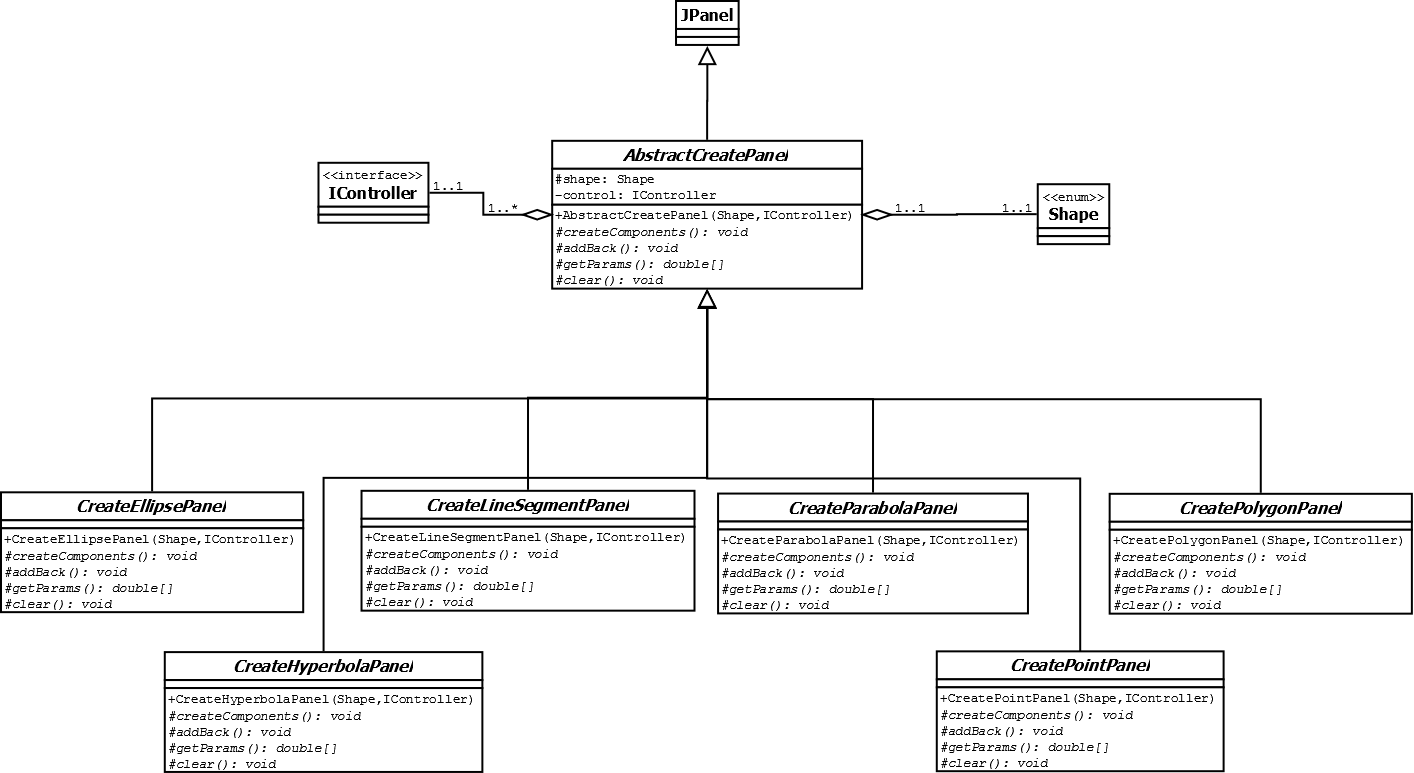 JPanel
AbstractCreatePanel
#shape: Shape
-control: IController
+AbstractCreatePanel(Shape,IController)
#createComponents(): void
#addBack(): void
#getParams(): double[]
#clear(): void
<<interface>>
IController
1..1
1..*
1..1
1..1
<<enum>>
Shape
CreateEllipsePanel
+CreateEllipsePanel(Shape,IController)
#createComponents(): void
#addBack(): void
#getParams(): double[]
#clear(): void
CreateLineSegmentPanel
+CreateLineSegmentPanel(Shape,IController)
#createComponents(): void
#addBack(): void
#getParams(): double[]
#clear(): void
CreateParabolaPanel
+CreateParabolaPanel(Shape,IController)
#createComponents(): void
#addBack(): void
#getParams(): double[]
#clear(): void
CreatePolygonPanel
+CreatePolygonPanel(Shape,IController)
#createComponents(): void
#addBack(): void
#getParams(): double[]
#clear(): void
CreateHyperbolaPanel
+CreateHyperbolaPanel(Shape,IController)
#createComponents(): void
#addBack(): void
#getParams(): double[]
#clear(): void
CreatePointPanel
+CreatePointPanel(Shape,IController)
#createComponents(): void
#addBack(): void
#getParams(): double[]
#clear(): void